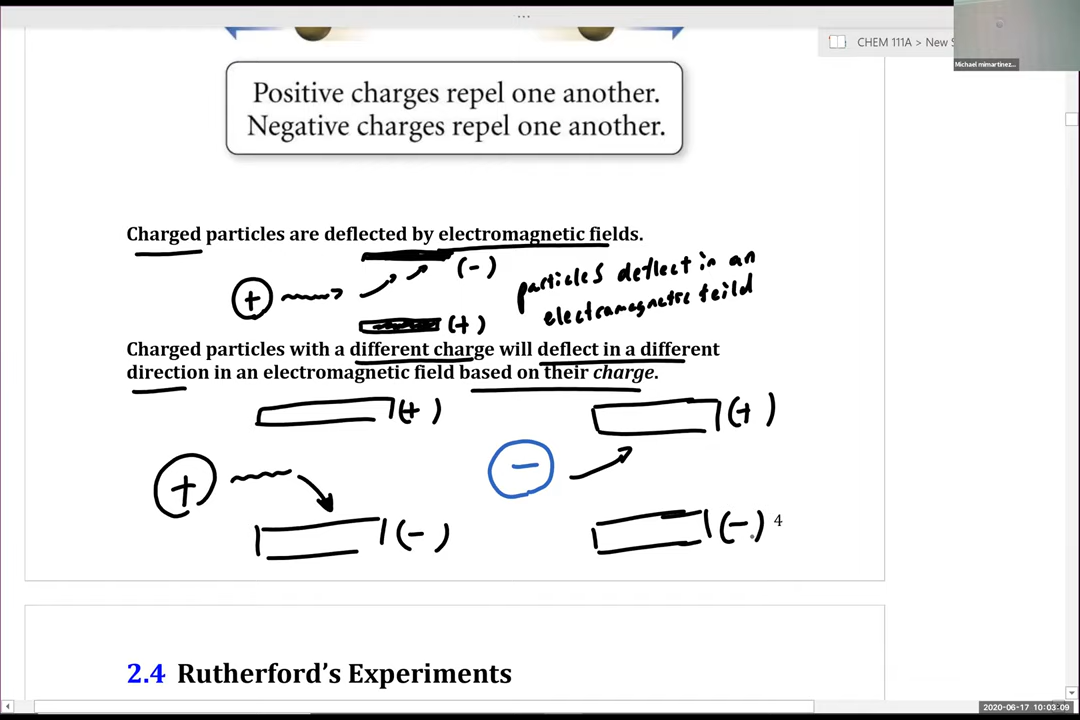 ...
CHEM 111A > New S
Michael mimartinez...
Positive charges repel one another.
Negative charges repel one another.
Charged particles are deflected by electromagnetic fields.
(-)
+
(+)
particles deflect in an
electromagnetic feild
Charged particles with a different charge will deflect in a different
direction in an electromagnetic field based on their charge.
(+)
(+)
+
−
(-)
(-)
4
2.4 Rutherford's Experiments
2020-06-17 10:03:09